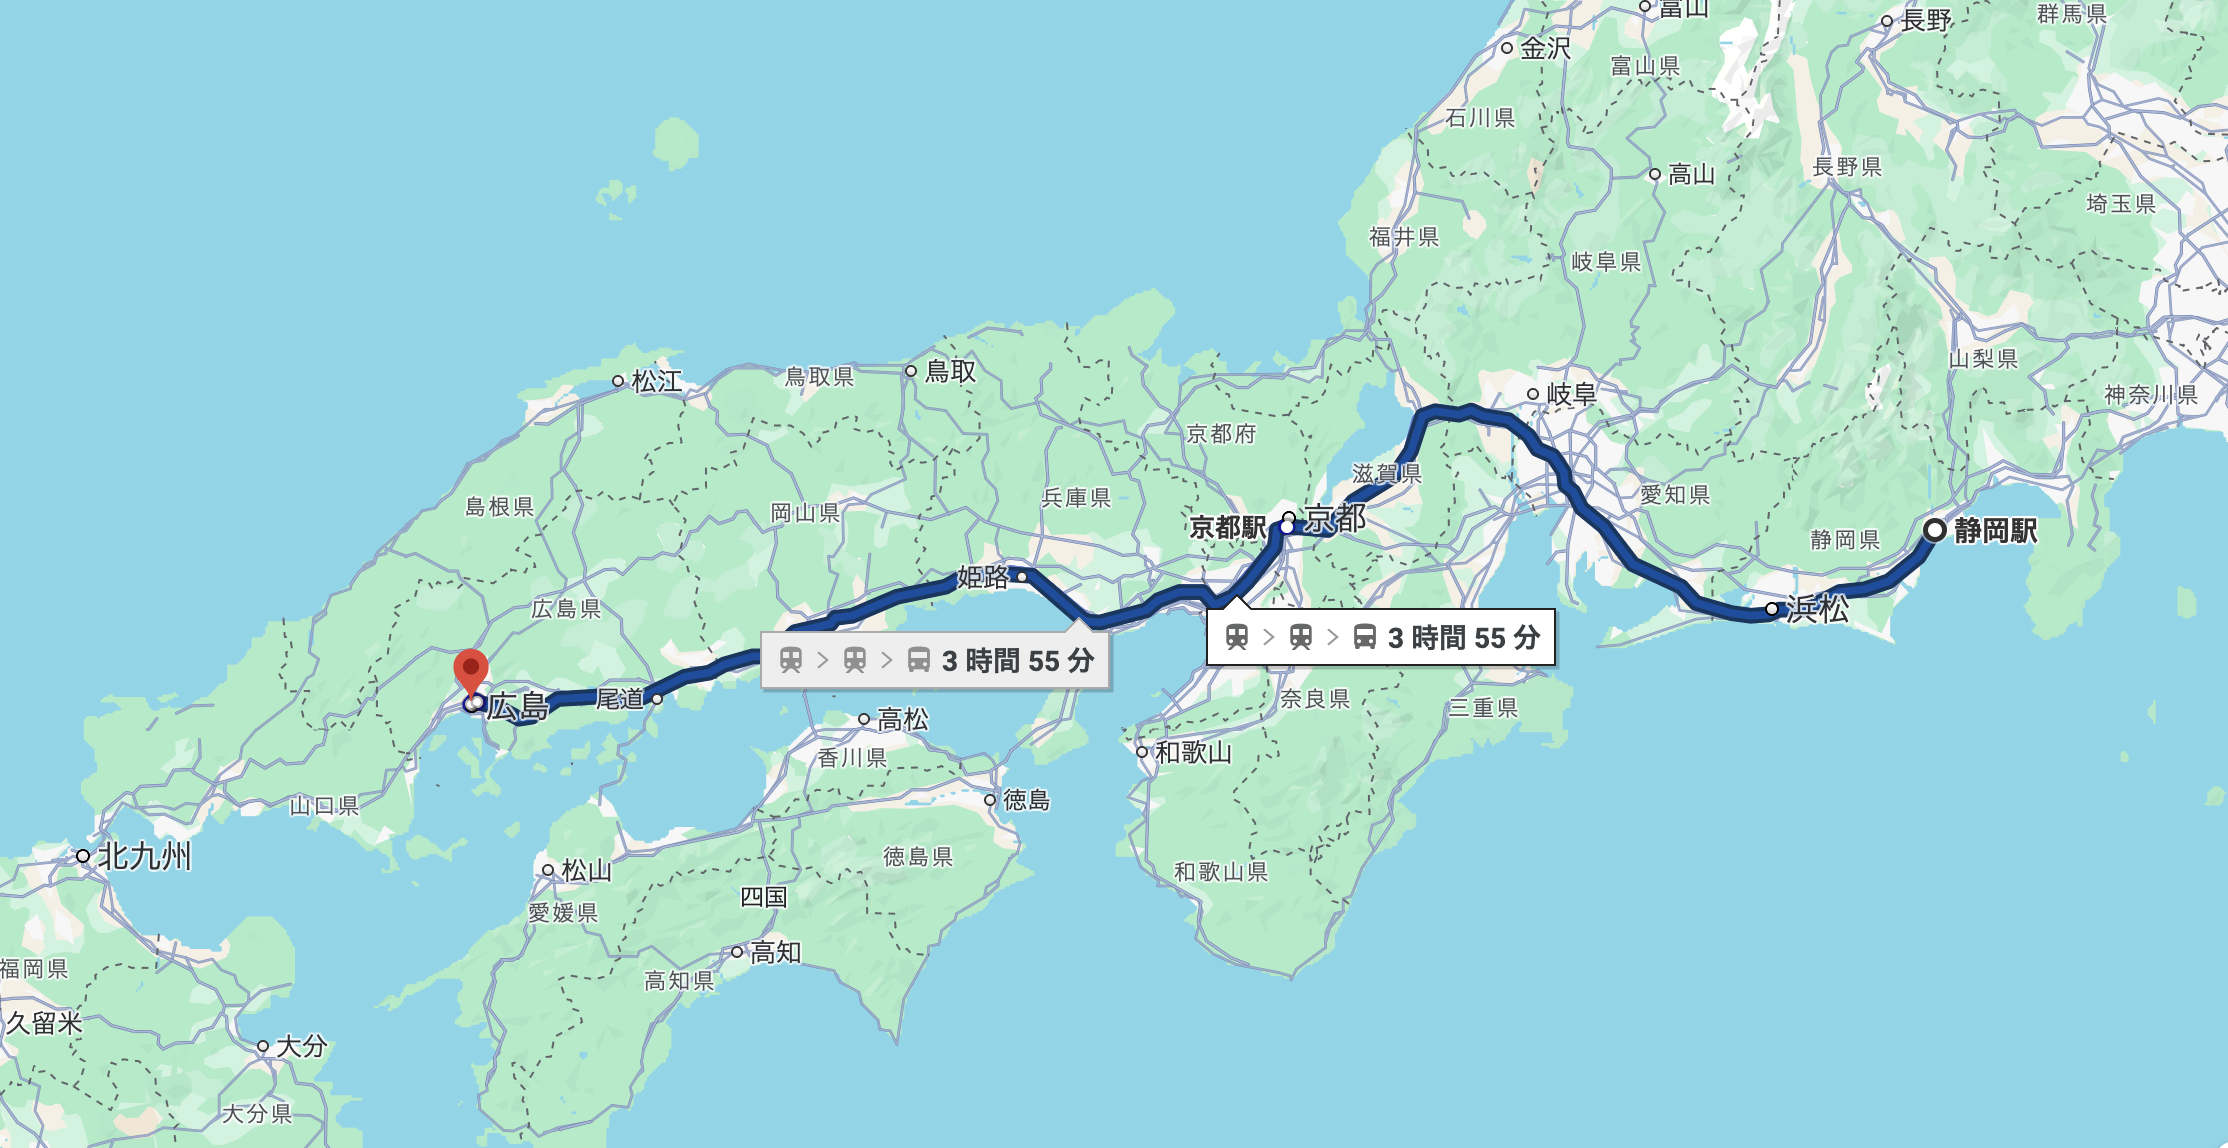 富山
長野
群馬県
金沢
富山県
石川県
長野県
高山
埼玉県
福井県
岐阜県
山梨県
松江
鳥取県
鳥取
岐阜
神奈川県
京都府
滋賀県
愛知県
島根県
岡山県
兵庫県
京都駅
京都
静岡県
静岡駅
姫路
広島県
浜松
3 時間 55 分
3 時間 55 分
広島
尾道
高松
奈良県
三重県
香川県
和歌山
山口県
徳島
北九州
松山
徳島県
和歌山県
四国
愛媛県
高知
福岡県
高知県
久留米
大分
大分県